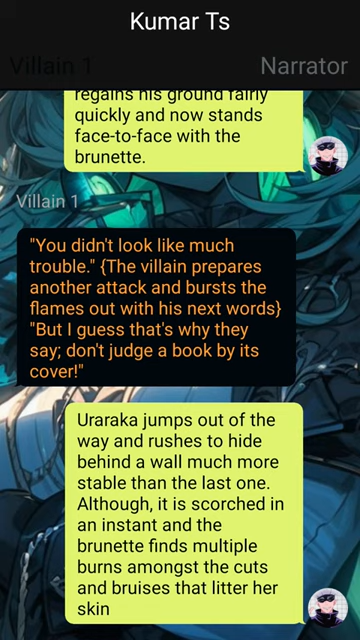 Kumar Ts
Villain 1
Narrator
regains his ground fairly
quickly and now stands
face-to-face with the
brunette.
Villain 1
"You didn't look like much
trouble." {The villain prepares
another attack and bursts the
flames out with his next words}
"But I guess that's why they
say; don't judge a book by its
cover!"
Uraraka jumps out of the
way and rushes to hide
behind a wall much more
stable than the last one.
Although, it is scorched in
an instant and the
brunette finds multiple
burns amongst the cuts
and bruises that litter her
skin